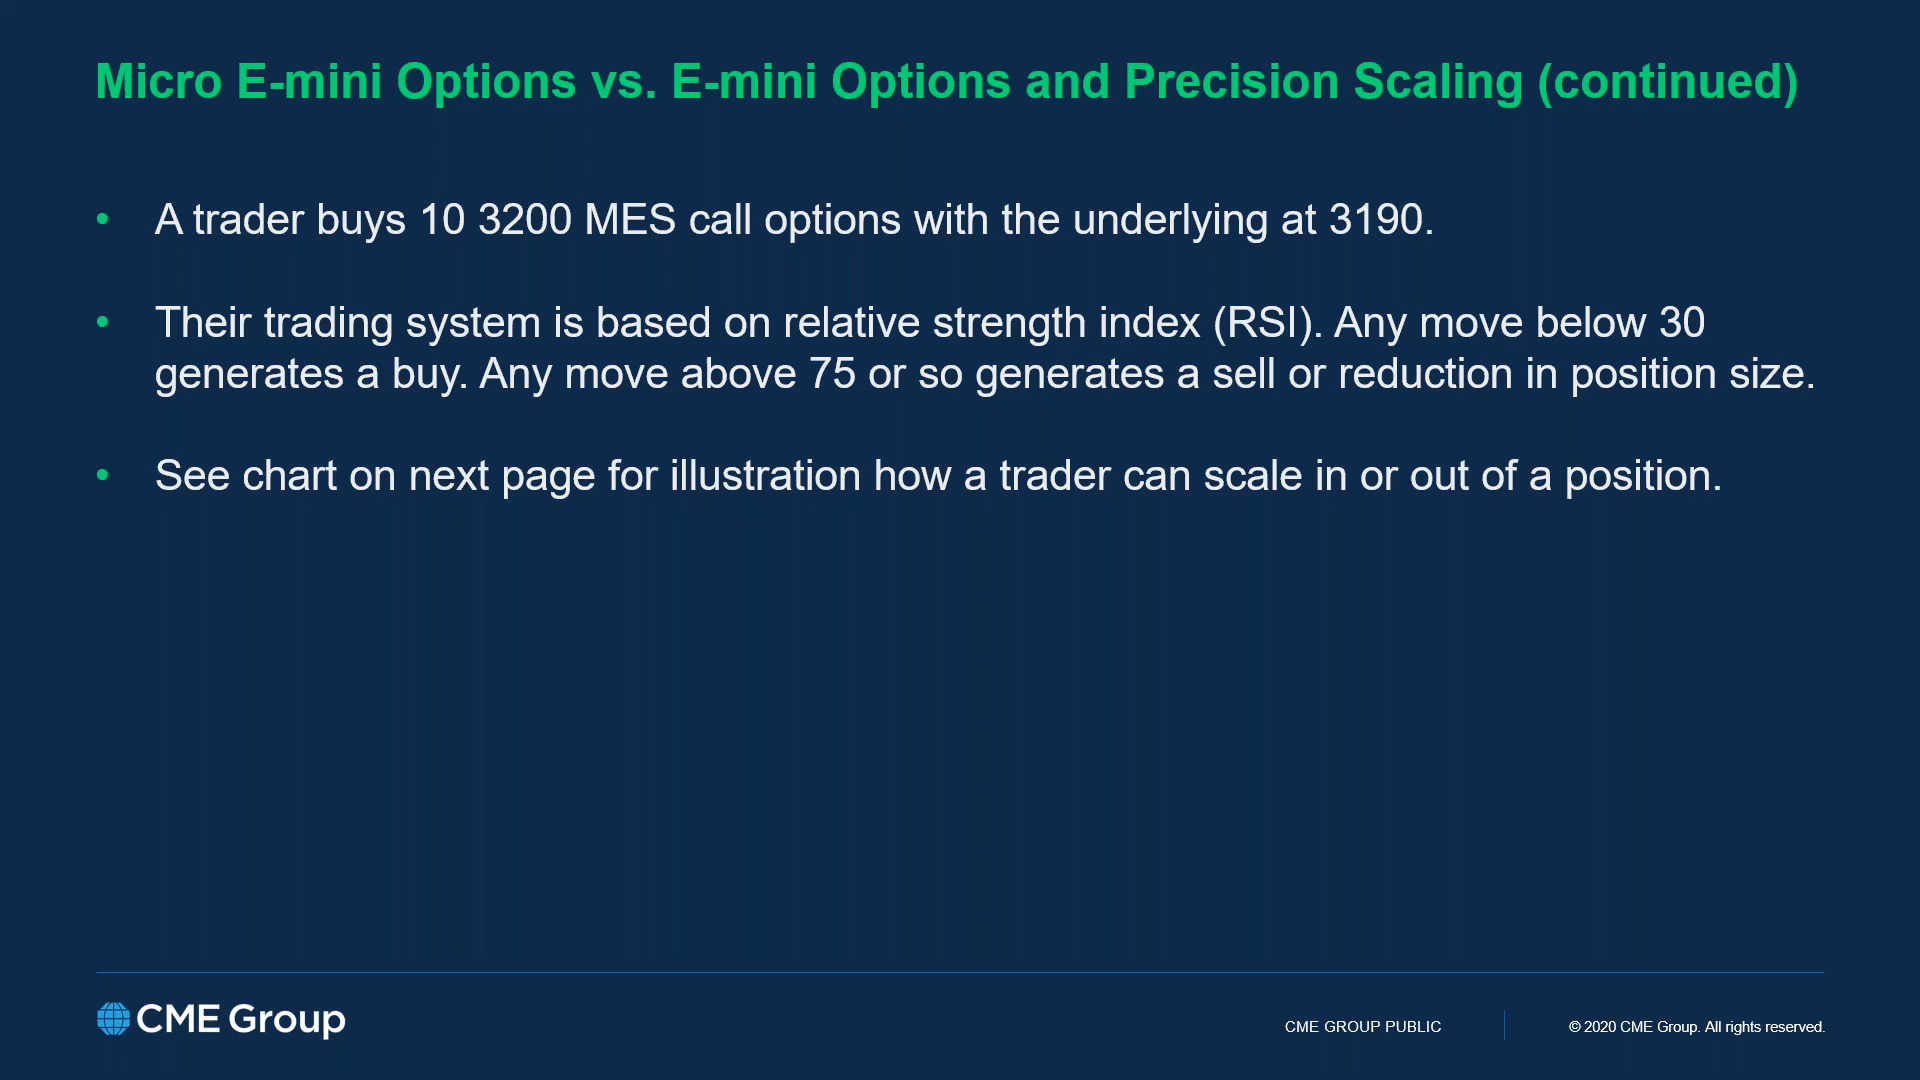 Micro E-mini Options vs. E-mini Options and Precision Scaling (continued)
• A trader buys 10 3200 MES call options with the underlying at 3190.
• Their trading system is based on relative strength index (RSI). Any move below 30
generates a buy. Any move above 75 or so generates a sell or reduction in position size.
• See chart on next page for illustration how a trader can scale in or out of a position.
CME Group
CME GROUP PUBLIC
© 2020 CME Group. All rights reserved.